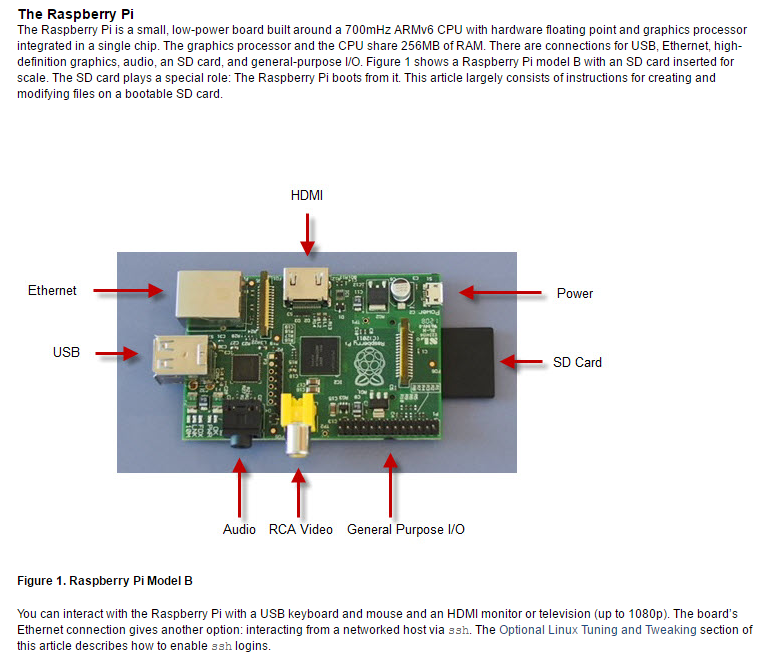 The Raspberry Pi
The Raspberry Pi is a small, low-power board built around a 700mHz ARMv6 CPU with hardware floating point and graphics processor
integrated in a single chip. The graphics processor and the CPU share 256MB of RAM. There are connections for USB, Ethernet, high-
definition graphics, audio, an SD card, and general-purpose I/O. Figure 1 shows a Raspberry Pi model B with an SD card inserted for
scale. The SD card plays a special role: The Raspberry Pi boots from it. This article largely consists of instructions for creating and
modifying files on a bootable SD card.
HDMI
Ethernet
Power
USB
SD Card
Audio RCA Video General Purpose I/O
Figure 1. Raspberry Pi Model B
You can interact with the Raspberry Pi with a USB keyboard and mouse and an HDMI monitor or television (up to 1080p). The board's
Ethernet connection gives another option: interacting from a networked host via ssh. The Optional Linux Tuning and Tweaking section of
this article describes how to enable ssh logins.